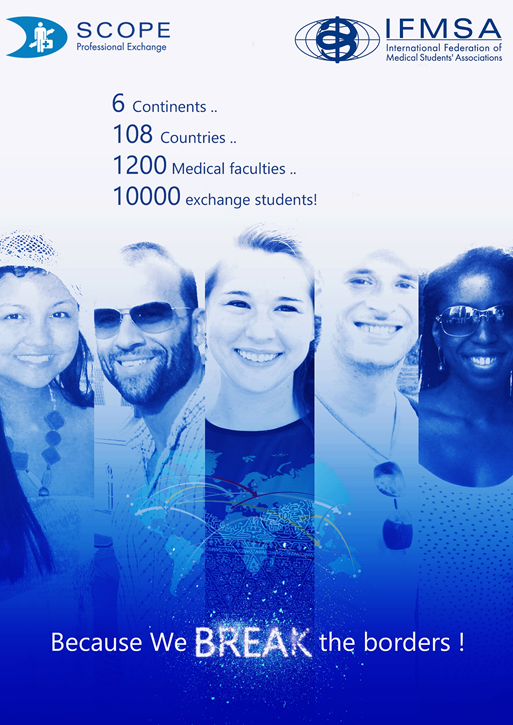 SCOPE
Professional Exchange
IFMSA
International Federation of
Medical Students' Associations
6 Continents ..
108 Countries ..
1200 Medical faculties ..
10000 exchange students!
Because We BREAK the borders !